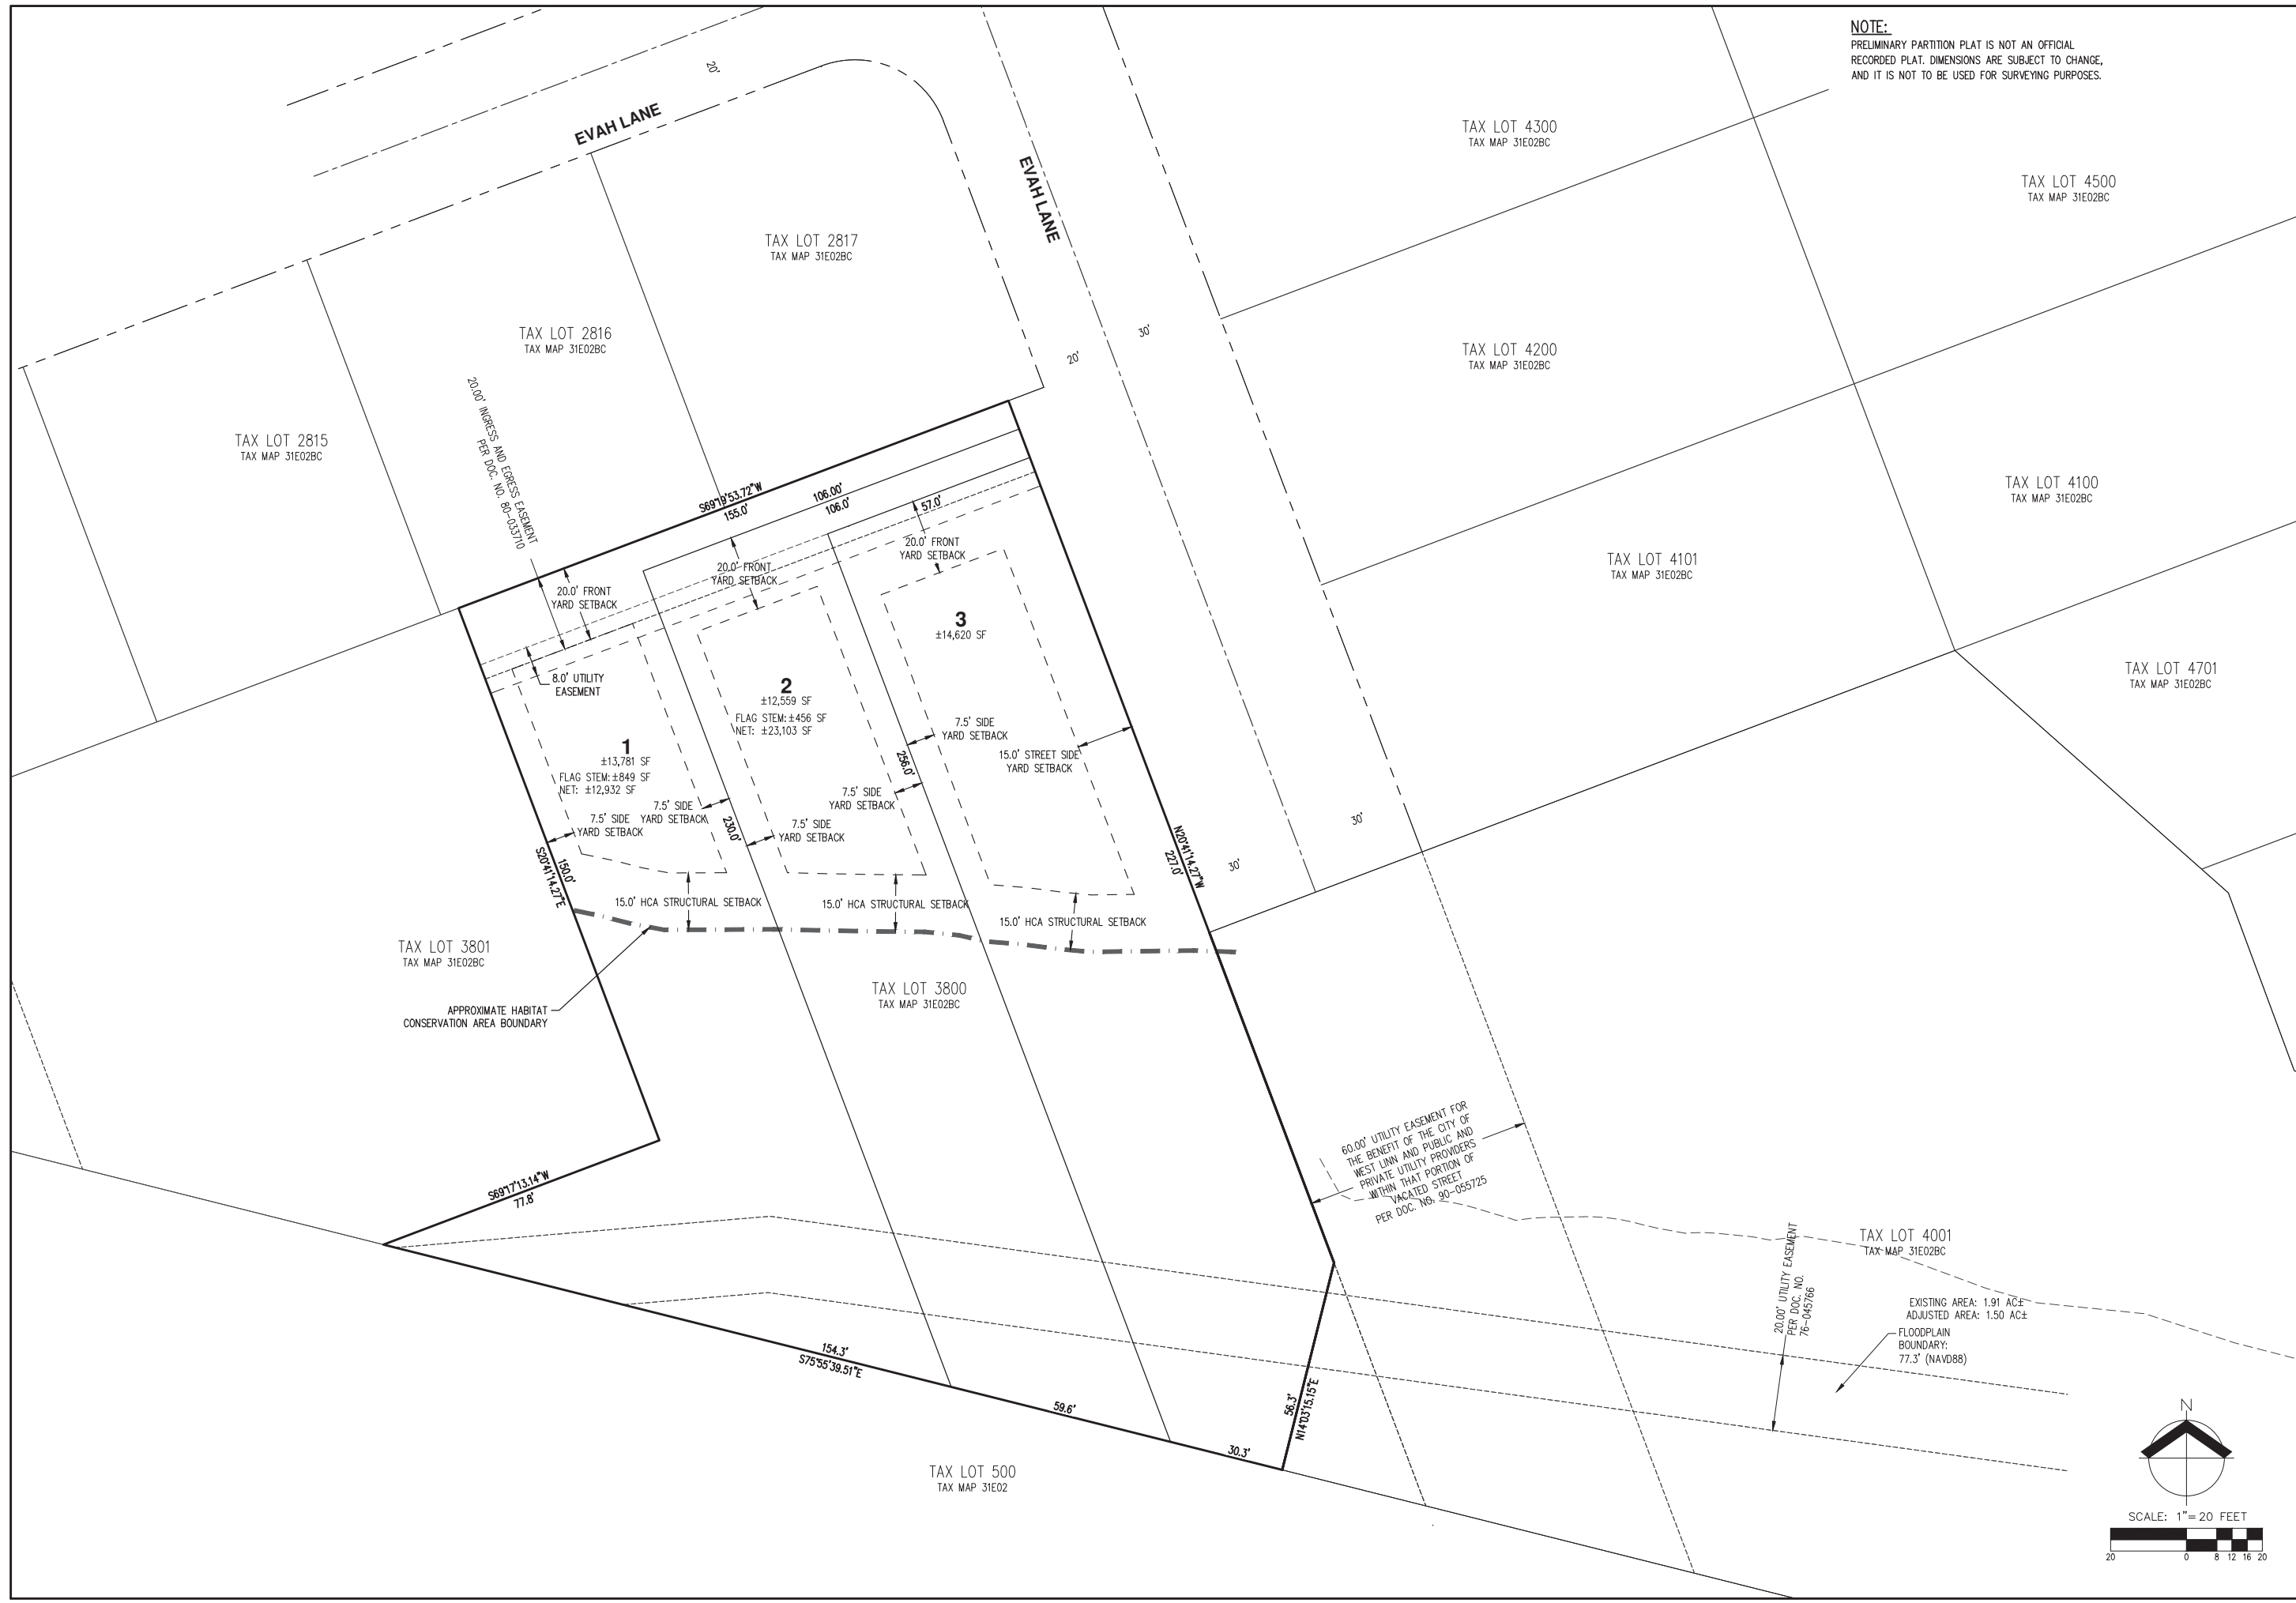 NOTE:
PRELIMINARY PARTITION PLAT IS NOT AN OFFICIAL
RECORDED PLAT. DIMENSIONS ARE SUBJECT TO CHANGE,
AND IT IS NOT TO BE USED FOR SURVEYING PURPOSES.
20'
EVAH LANE
EVAH LANE
TAX LOT 4300
TAX MAP 31E02BC
TAX LOT 4500
TAX MAP 31E02BC
TAX LOT 2817
TAX MAP 31E02BC
TAX LOT 2816
TAX MAP 31E02BC
30'
20'
TAX LOT 4200
TAX MAP 31E02BC
TAX LOT 2815
TAX MAP 31E02BC
20.00' INGRESS AND EGRESS EASEMENT
PER DOC. NO. 80-033710
TAX LOT 4100
TAX MAP 31E02BC
S69°19'53.72"W
155.0'
106.00'
106.0'
57.0'
20.0' FRONT
YARD SETBACK
20.0' FRONT
YARD SETBACK
20.0' FRONT
YARD SETBACK
TAX LOT 4101
TAX MAP 31E02BC
3
±14,620 SF
8.0' UTILITY
EASEMENT
2
±12,559 SF
FLAG STEM: ±456 SF
NET: ±23,103 SF
TAX LOT 4701
TAX MAP 31E02BC
1
±13,781 SF
FLAG STEM: ±849 SF
NET: ±12,932 SF
7.5' SIDE
YARD SETBACK
15.0' STREET SIDE
YARD SETBACK
256.0'
7.5' SIDE
YARD SETBACK
7.5' SIDE
YARD SETBACK
7.5' SIDE
YARD SETBACK
230.0'
7.5' SIDE
YARD SETBACK
30'
30'
150.0'
S20°41'14.27"E
N20°41'14.27"W
227.0'
15.0' HCA STRUCTURAL SETBACK
15.0' HCA STRUCTURAL SETBACK
15.0' HCA STRUCTURAL SETBACK
TAX LOT 3801
TAX MAP 31E02BC
TAX LOT 3800
TAX MAP 31E02BC
APPROXIMATE HABITAT
CONSERVATION AREA BOUNDARY
S69°17'13.14"W
77.8'
60.00' UTILITY EASEMENT FOR
THE BENEFIT OF THE CITY OF
WEST LINN AND PUBLIC AND
PRIVATE UTILITY PROVIDERS
WITHIN THAT PORTION OF
VACATED STREET
PER DOC. NO. 90-055725
20.00' UTILITY EASEMENT
PER DOC. NO.
76-045766
TAX LOT 4001
TAX MAP 31E02BC
EXISTING AREA: 1.91 AC±
ADJUSTED AREA: 1.50 AC±
FLOODPLAIN
BOUNDARY:
77.3' (NAVD88)
154.3'
S75°55'39.51"E
59.6'
30.3'
56.3'
N14°03'15.15"E
TAX LOT 500
TAX MAP 31E02
N
SCALE: 1"= 20 FEET
20 0 8 12 16 20